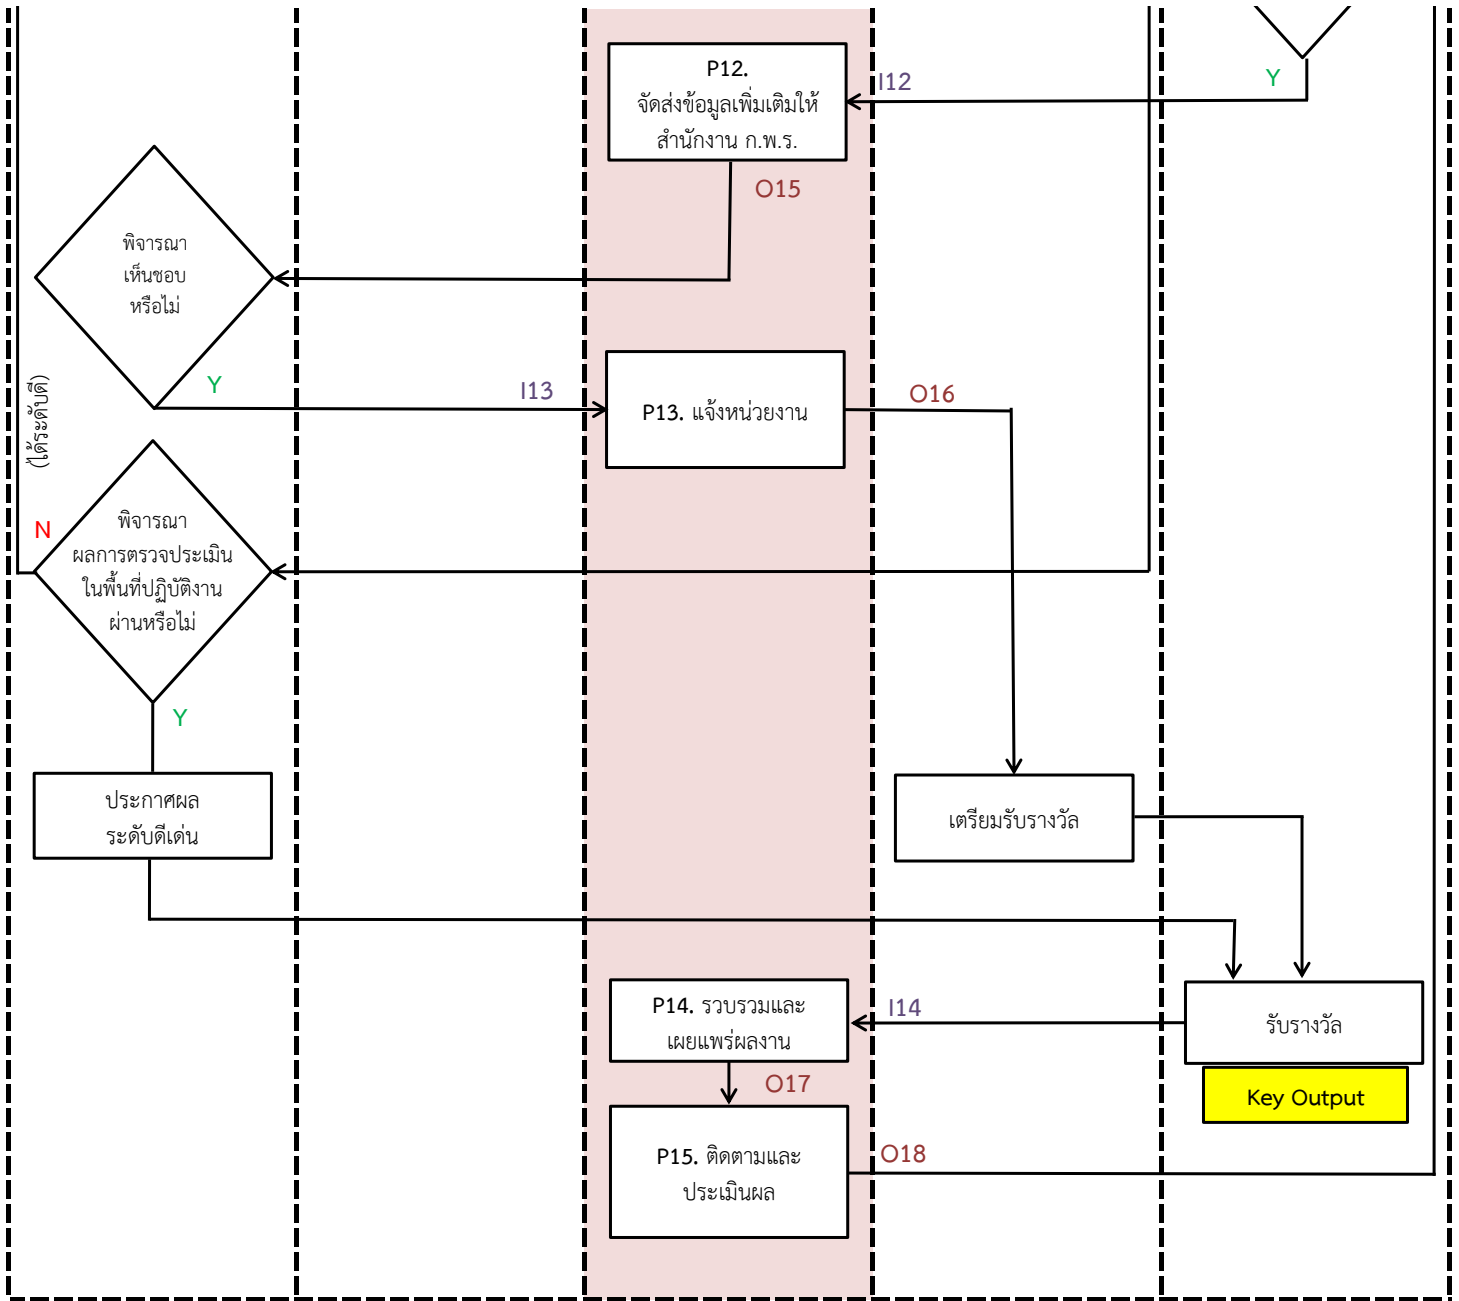 P12.
จัดส่งข้อมูลเพิ่มเติมให้
สำนักงาน ก.พ.ร.
I12
Y
O15
พิจารณา
เห็นชอบ
หรือไม่
Y
I13
P13. แจ้งหน่วยงาน
O16
(ได้ระดับดี)
N
พิจารณา
ผลการตรวจประเมิน
ในพื้นที่ปฏิบัติงาน
ผ่านหรือไม่
Y
ประกาศผล
ระดับดีเด่น
เตรียมรับรางวัล
P14. รวบรวมและ
เผยแพร่ผลงาน
I14
รับรางวัล
O17
Key Output
P15. ติดตามและ
ประเมินผล
O18